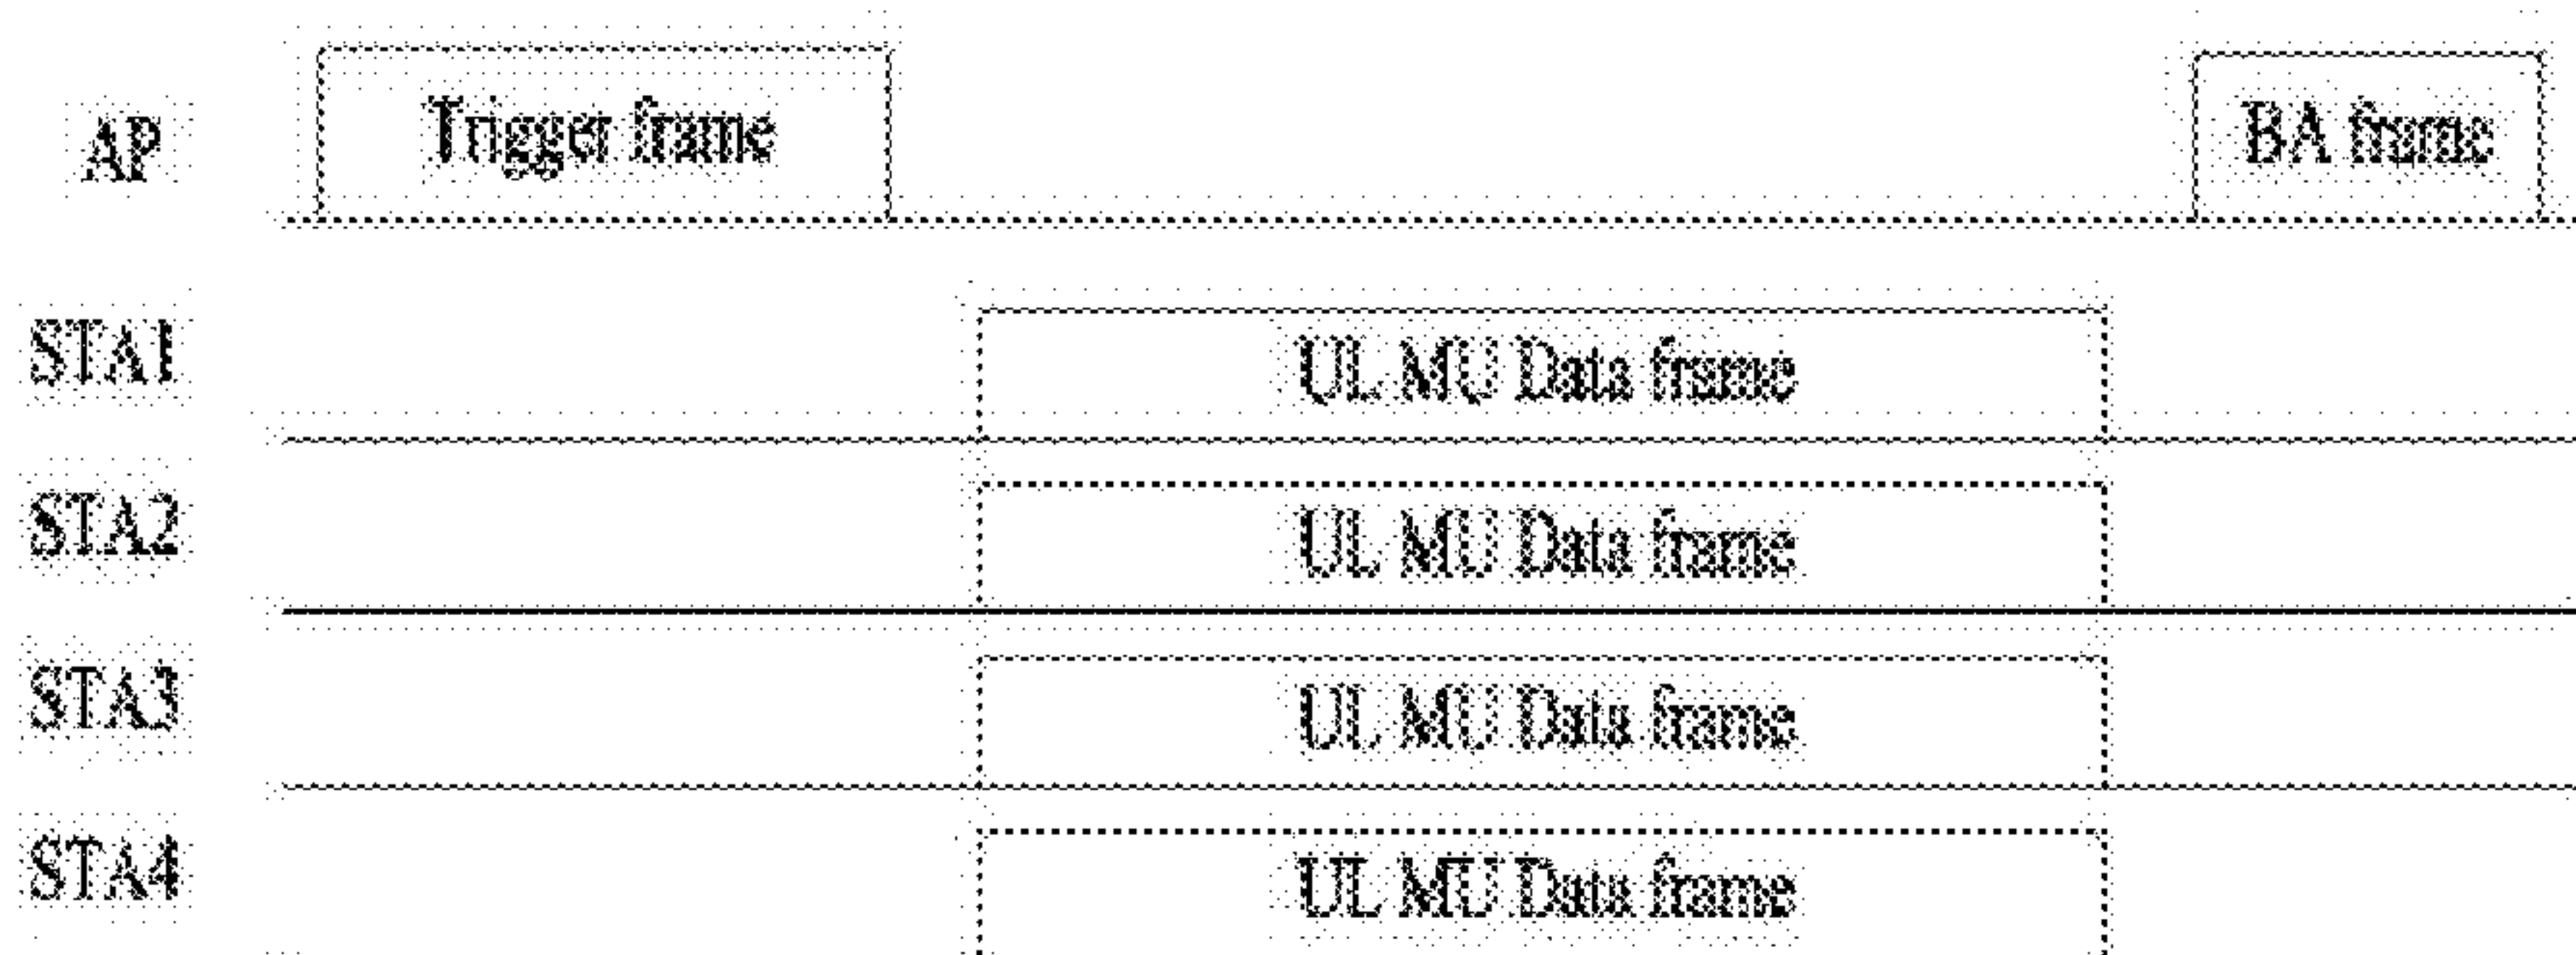 AP Trigger frame BA frame
STA1 UL MU Data frame
STA2 UL MU Data frame
STA3 UL MU Data frame
STA4 UL MU Data frame